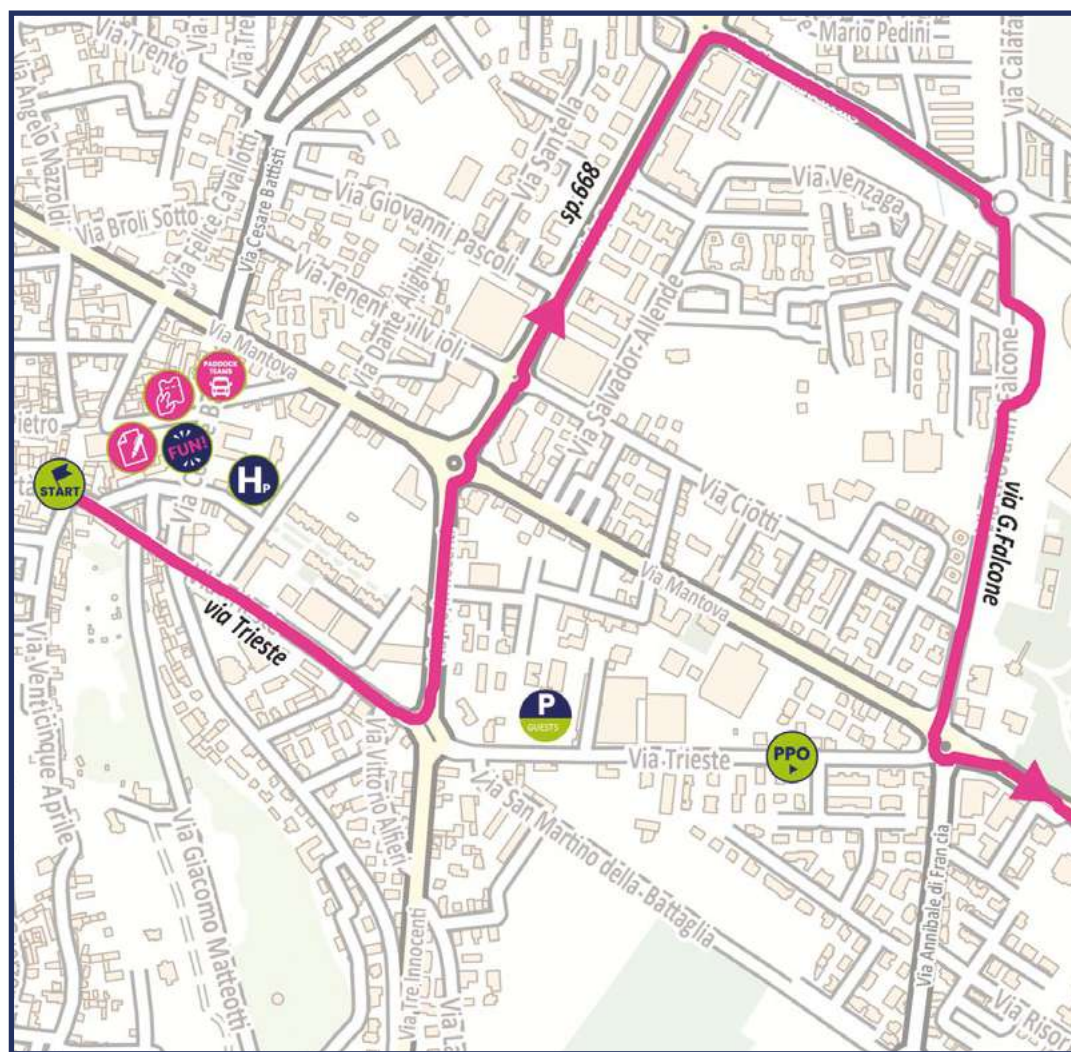 Via Trento
Via Angelo Mazzoldi
Via Broli Sotto
Via Felice Cavallotti
Via Cesare Battisti
Via Santella
Via Giovanni Pascoli
Via Dante Alighieri
sp.668
Mario Pedini
Via Venzaga
Via Salvador Allende
Via Mantova
PADDOCK
TEAMS
FUN!
Hp
Pietro
START
via Trieste
Via Ciotti
Via Mantova
via G.Falcone
P
GUESTS
Via Trieste
PPO
Via Venticinque Aprile
Via Giacomo Matteotti
Via Vittorio Alfieri
Via San Martino della Battaglia
Via Tre Innocenti
Via Annibale di Francia